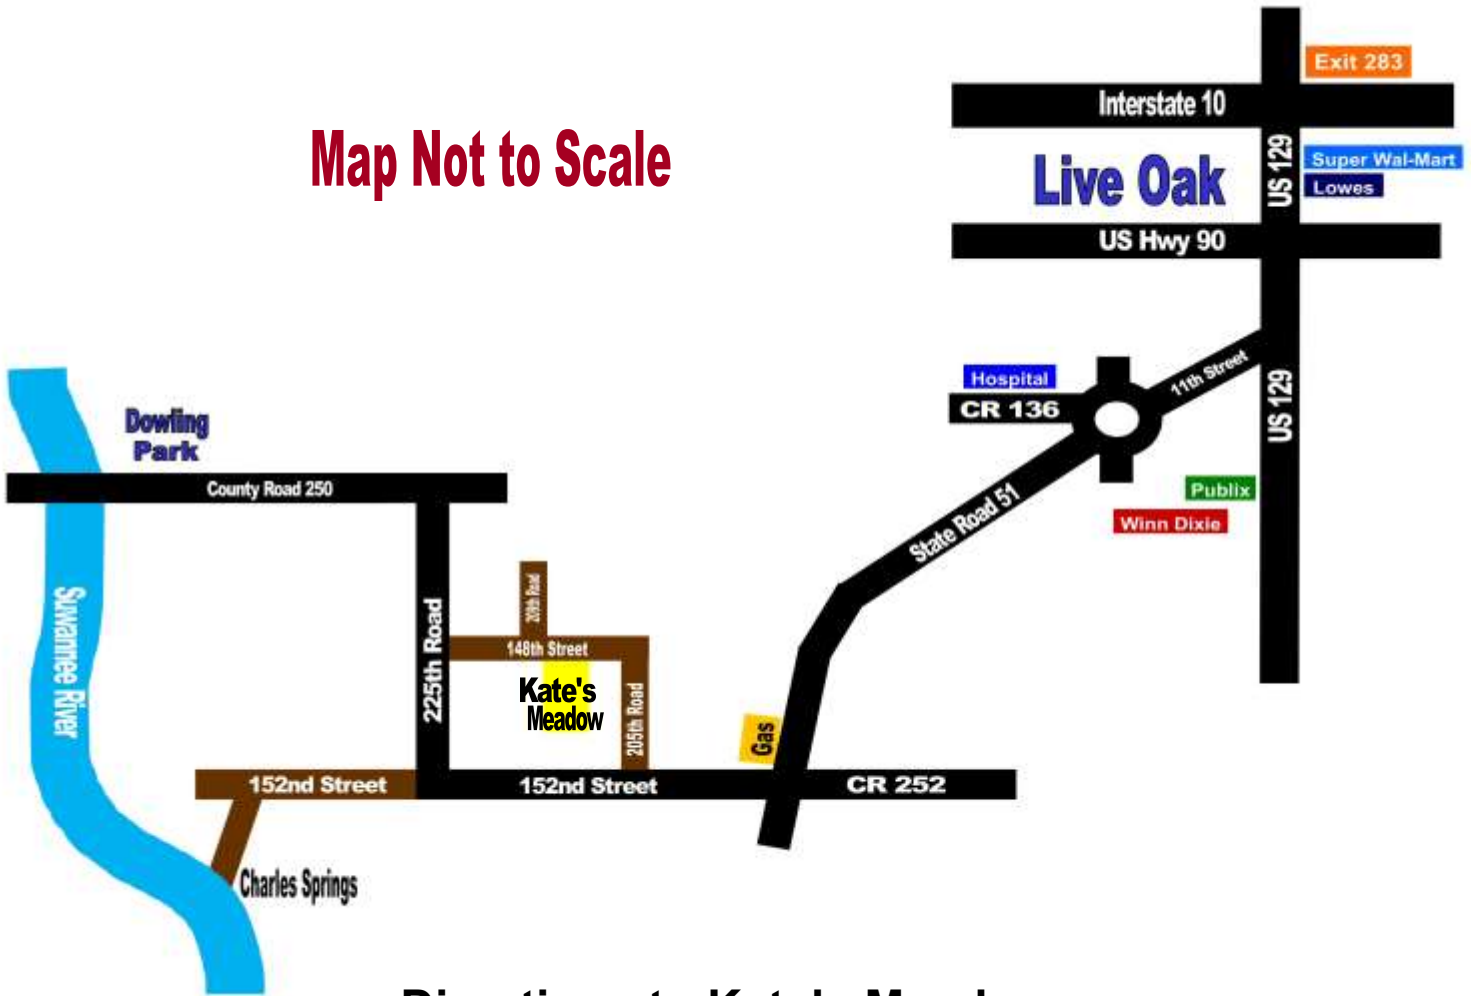 Exit 283
Interstate 10
Map Not to Scale
US 129
Super Wal-Mart
Live Oak
Lowes
US Hwy 90
11th Street
Hospital
CR 136
US 129
Dowling
Park
County Road 250
Publix
Winn Dixie
State Road 51
209th Road
Suwannee River
225th Road
148th Street
Kate's
Meadow
205th Road
Gas
152nd Street
152nd Street
CR 252
Charles Springs